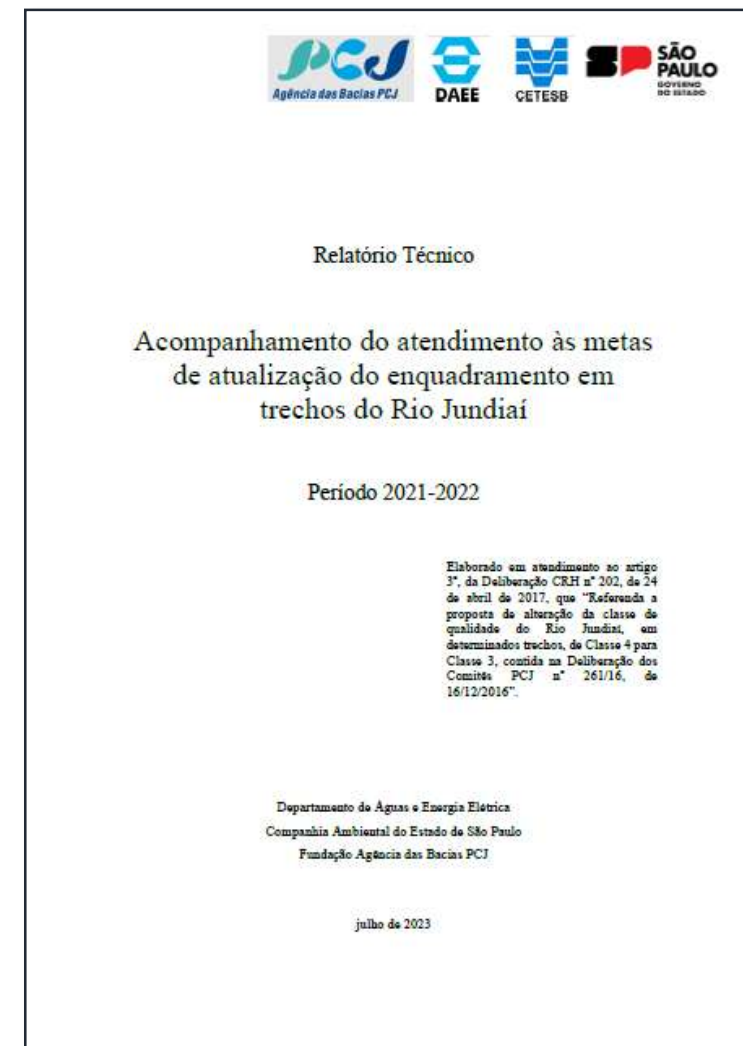 PCJ
Agência das Bacias PCJ
DAEE
CETESB
SP
SÃO
PAULO
GOVERNO
DO ESTADO
Relatório Técnico
Acompanhamento do atendimento às metas
de atualização do enquadramento em
trechos do Rio Jundiaí
Período 2021-2022
Elaborado em atendimento ao artigo
3º, da Deliberação CRH nº 202, de 24
de abril de 2017, que “Referenda a
proposta de alteração da classe de
qualidade do Rio Jundiaí, em
determinados trechos, de Classe 4 para
Classe 3, contida na Deliberação dos
Comitês PCJ nº 261/16, de
16/12/2016”.
Departamento de Águas e Energia Elétrica
Companhia Ambiental do Estado de São Paulo
Fundação Agência das Bacias PCJ
julho de 2023